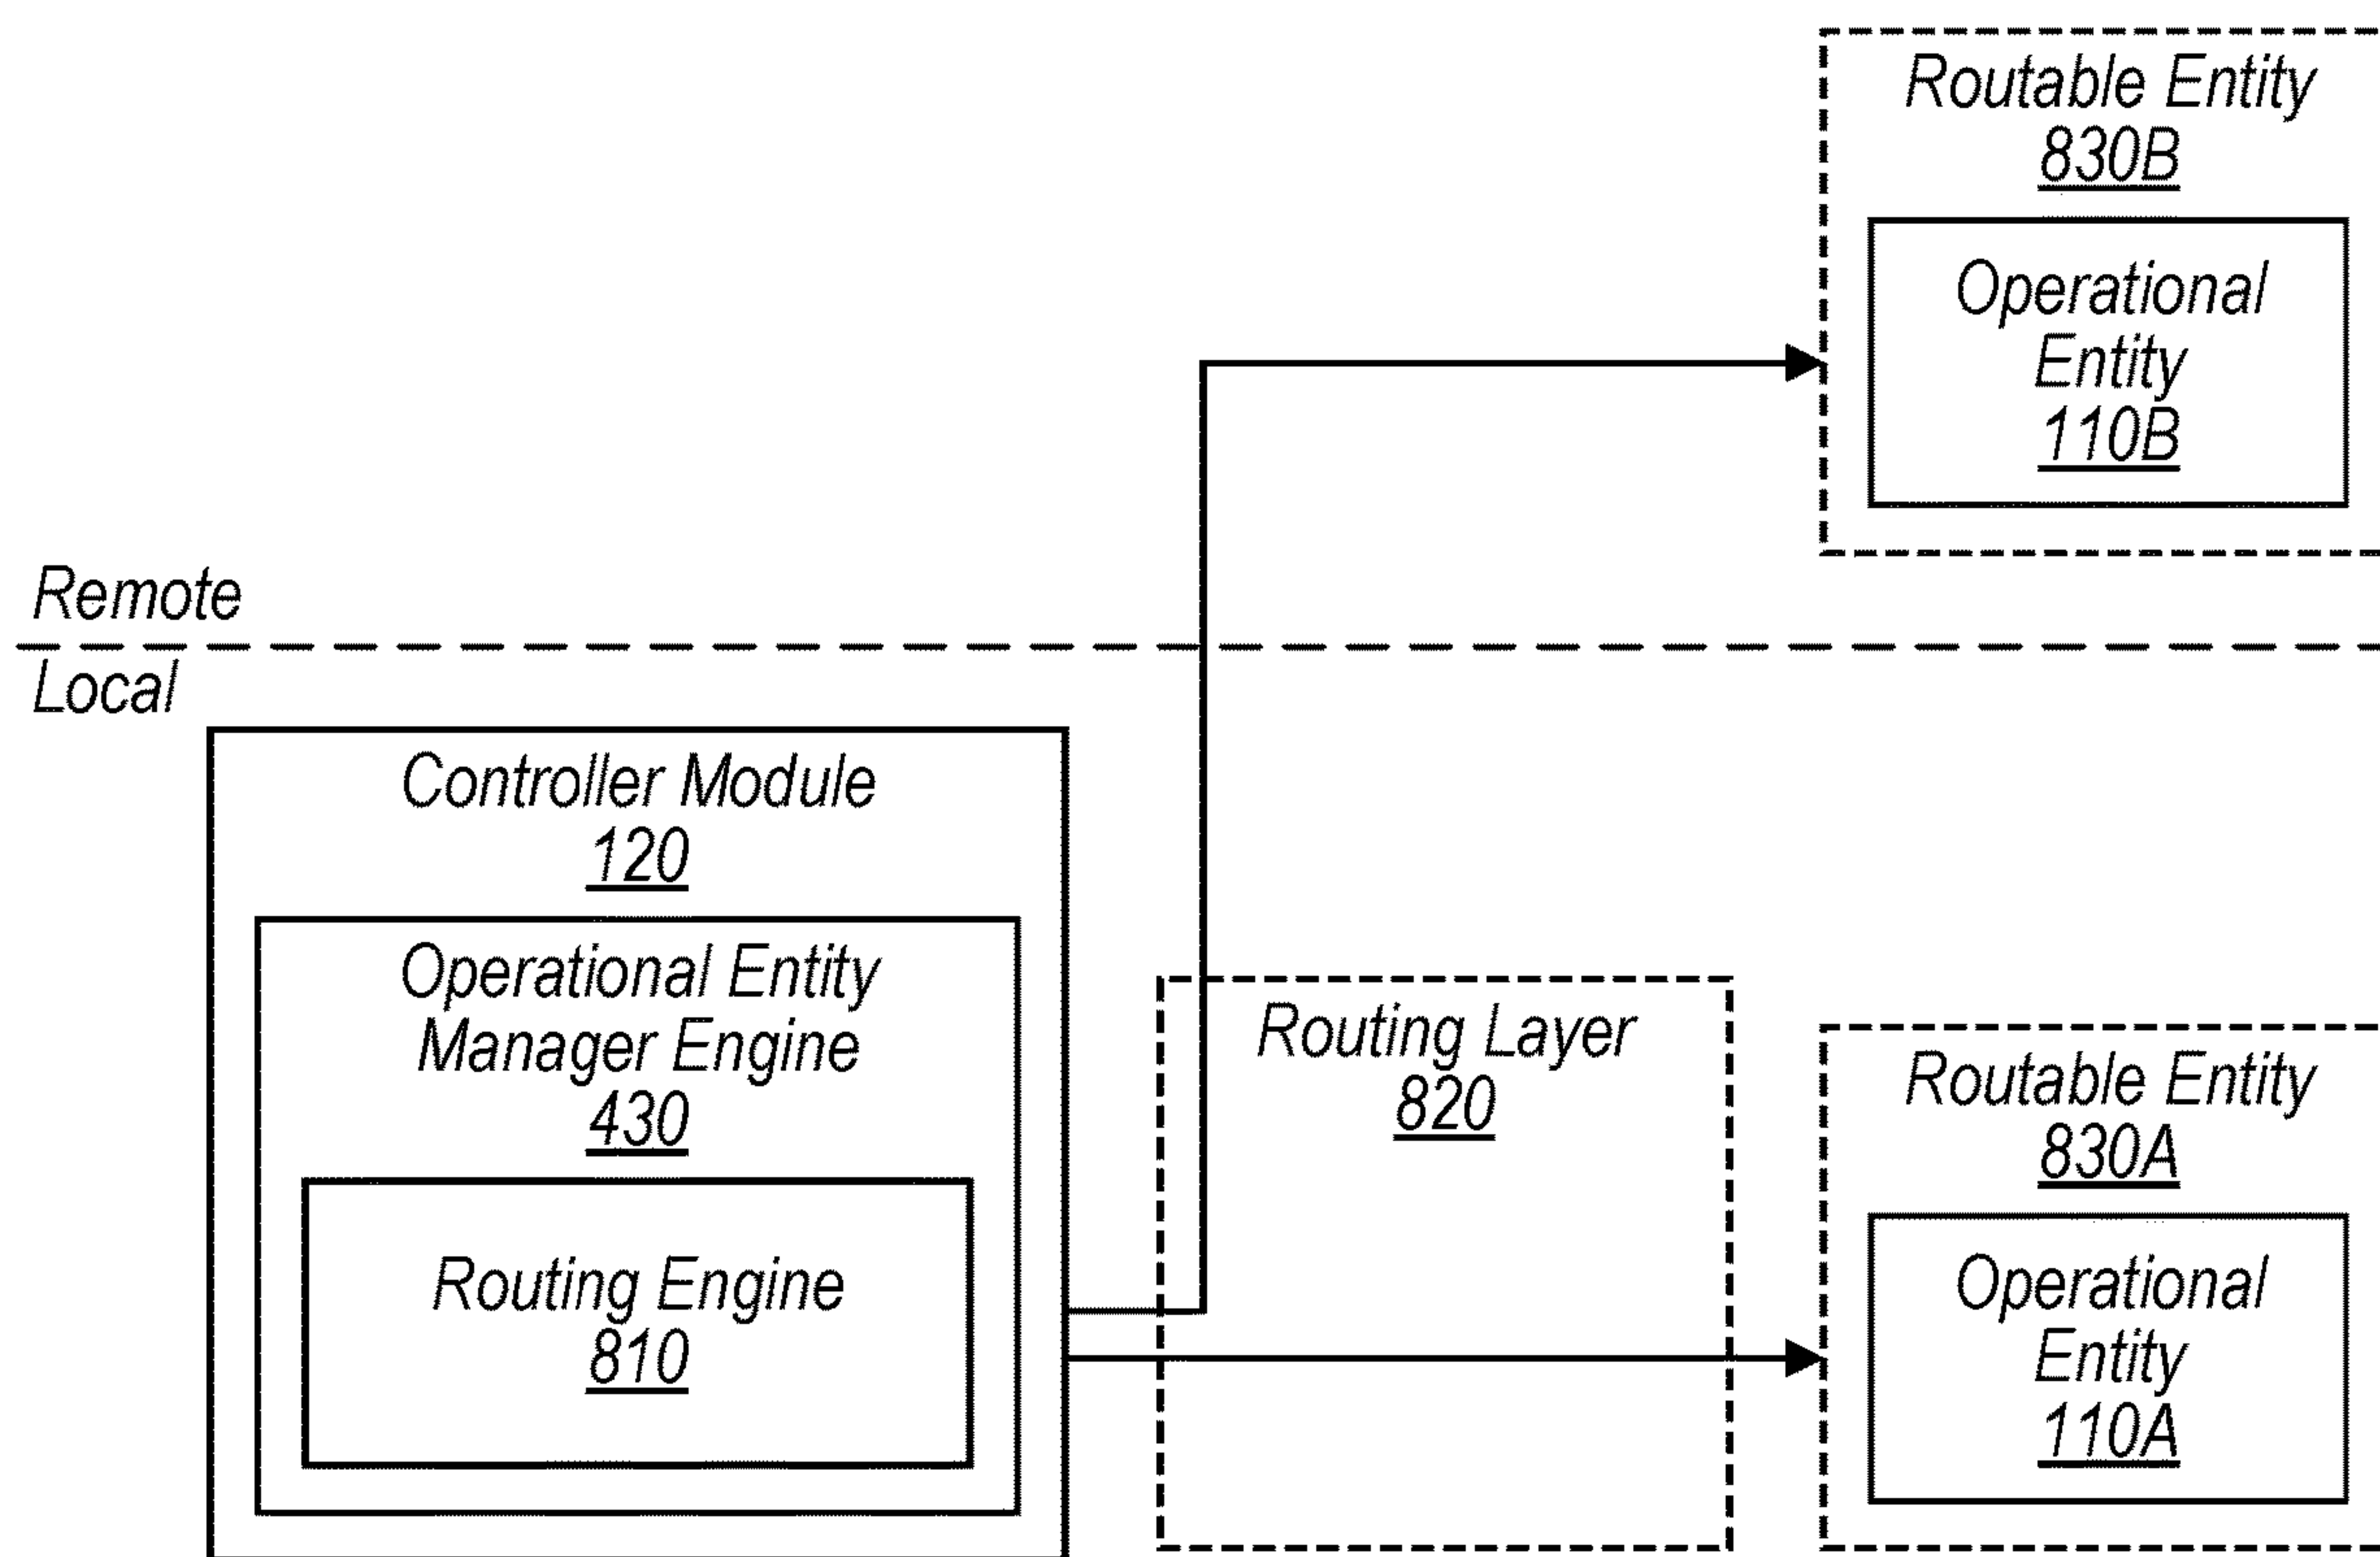 Routable Entity
830B
Operational
Entity
110B
Remote
Local
Controller Module
120
Operational Entity
Manager Engine
430
Routing Engine
810
Routing Layer
820
Routable Entity
830A
Operational
Entity
110A